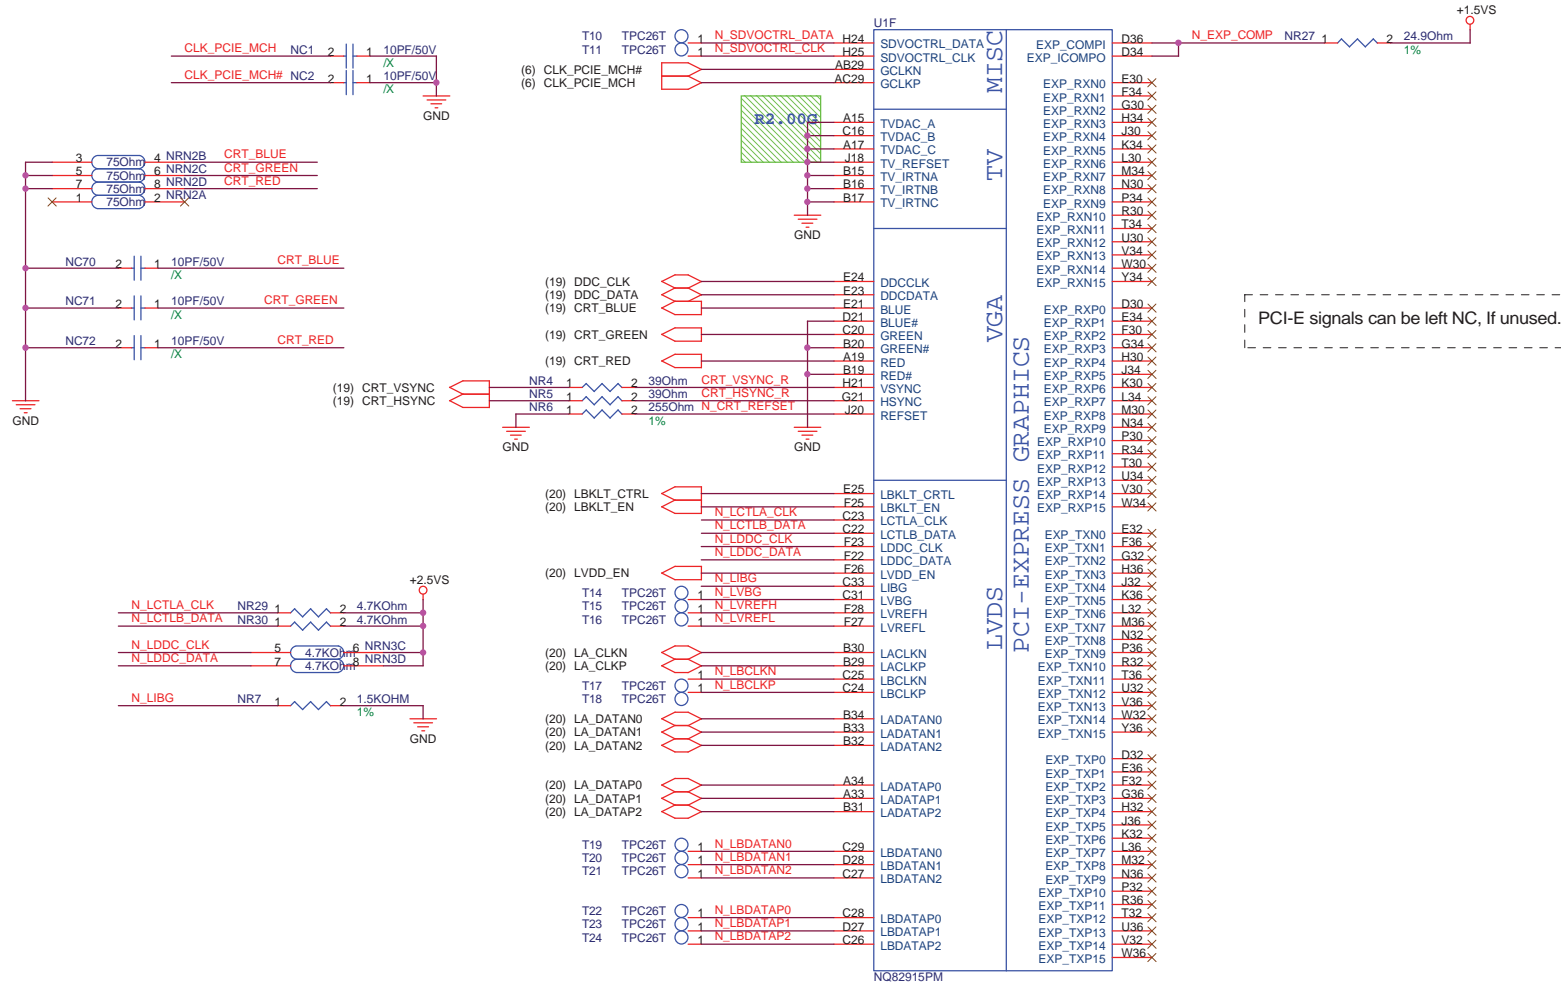 CLK_PCIE_MCH NC1 2 1 10PF/50V
/X
CLK_PCIE_MCH# NC2 2 1 10PF/50V
/X
GND
3 75Ohm 4 NRN2B CRT_BLUE
5 75Ohm 6 NRN2C CRT_GREEN
7 75Ohm 8 NRN2D CRT_RED
1 75Ohm 2 NRN2A
NC70 2 1 10PF/50V CRT_BLUE
/X
NC71 2 1 10PF/50V CRT_GREEN
/X
NC72 2 1 10PF/50V CRT_RED
/X
GND
+2.5VS
N_LCTLA_CLK NR29 1 2 4.7KOhm
N_LCTLB_DATA NR30 1 2 4.7KOhm
N_LDDC_CLK 5 4.7KOhm 6 NRN3C
N_LDDC_DATA 7 4.7KOhm 8 NRN3D
N_LIBG NR7 1 2 1.5KOHM
1%
GND
U1F
T10 TPC26T 1 N_SDVOCTRL_DATA H24 SDVOCTRL_DATA
T11 TPC26T 1 N_SDVOCTRL_CLK H25 SDVOCTRL_CLK
(6) CLK_PCIE_MCH# AB29 GCLKN
(6) CLK_PCIE_MCH AC29 GCLKP
MISC
R2.00G
A15 TVDAC_A
C16 TVDAC_B
A17 TVDAC_C
J18 TV_REFSET
B15 TV_IRTNA
B16 TV_IRTNB
B17 TV_IRTNC
TV
GND
(19) DDC_CLK E24 DDCCLK
(19) DDC_DATA E23 DDCDATA
(19) CRT_BLUE E21 BLUE
D21 BLUE#
(19) CRT_GREEN C20 GREEN
B20 GREEN#
(19) CRT_RED A19 RED
B19 RED#
(19) CRT_VSYNC NR4 1 2 39Ohm CRT_VSYNC_R H21 VSYNC
(19) CRT_HSYNC NR5 1 2 39Ohm CRT_HSYNC_R G21 HSYNC
NR6 1 2 255Ohm N_CRT_REFSET J20 REFSET
1%
GND
GND
VGA
(20) LBKLT_CTRL E25 LBKLT_CRTL
(20) LBKLT_EN F25 LBKLT_EN
N_LCTLA_CLK C23 LCTLA_CLK
N_LCTLB_DATA C22 LCTLB_DATA
N_LDDC_CLK F23 LDDC_CLK
N_LDDC_DATA F22 LDDC_DATA
(20) LVDD_EN F26 LVDD_EN
N_LIBG C33 LIBG
T14 TPC26T 1 N_LVBG C31 LVBG
T15 TPC26T 1 N_LVREFH F28 LVREFH
T16 TPC26T 1 N_LVREFL F27 LVREFL
(20) LA_CLKN B30 LACLKN
(20) LA_CLKP B29 LACLKP
T17 TPC26T 1 N_LBCLKN C25 LBCLKN
T18 TPC26T 1 N_LBCLKP C24 LBCLKP
(20) LA_DATAN0 B34 LADATAN0
(20) LA_DATAN1 B33 LADATAN1
(20) LA_DATAN2 B32 LADATAN2
(20) LA_DATAP0 A34 LADATAP0
(20) LA_DATAP1 A33 LADATAP1
(20) LA_DATAP2 B31 LADATAP2
T19 TPC26T 1 N_LBDATAN0 C29 LBDATAN0
T20 TPC26T 1 N_LBDATAN1 D28 LBDATAN1
T21 TPC26T 1 N_LBDATAN2 C27 LBDATAN2
T22 TPC26T 1 N_LBDATAP0 C28 LBDATAP0
T23 TPC26T 1 N_LBDATAP1 D27 LBDATAP1
T24 TPC26T 1 N_LBDATAP2 C26 LBDATAP2
LVDS
NQ82915PM
PCI-EXPRESS GRAPHICS
+1.5VS
EXP_COMPI D36 N_EXP_COMP NR27 1 2 24.9Ohm
EXP_ICOMPO D34
1%
EXP_RXN0 E30
EXP_RXN1 F34
EXP_RXN2 G30
EXP_RXN3 H34
EXP_RXN4 J30
EXP_RXN5 K34
EXP_RXN6 L30
EXP_RXN7 M34
EXP_RXN8 N30
EXP_RXN9 P34
EXP_RXN10 R30
EXP_RXN11 T34
EXP_RXN12 U30
EXP_RXN13 V34
EXP_RXN14 W30
EXP_RXN15 Y34
EXP_RXP0 D30
EXP_RXP1 E34
EXP_RXP2 F30
EXP_RXP3 G34
EXP_RXP4 H30
EXP_RXP5 J34
EXP_RXP6 K30
EXP_RXP7 L34
EXP_RXP8 M30
EXP_RXP9 N34
EXP_RXP10 P30
EXP_RXP11 R34
EXP_RXP12 T30
EXP_RXP13 U34
EXP_RXP14 V30
EXP_RXP15 W34
EXP_TXN0 E32
EXP_TXN1 F36
EXP_TXN2 G32
EXP_TXN3 H36
EXP_TXN4 J32
EXP_TXN5 K36
EXP_TXN6 L32
EXP_TXN7 M36
EXP_TXN8 N32
EXP_TXN9 P36
EXP_TXN10 R32
EXP_TXN11 T36
EXP_TXN12 U32
EXP_TXN13 V36
EXP_TXN14 W32
EXP_TXN15 Y36
EXP_TXP0 D32
EXP_TXP1 E36
EXP_TXP2 F32
EXP_TXP3 G36
EXP_TXP4 H32
EXP_TXP5 J36
EXP_TXP6 K32
EXP_TXP7 L36
EXP_TXP8 M32
EXP_TXP9 N36
EXP_TXP10 P32
EXP_TXP11 R36
EXP_TXP12 T32
EXP_TXP13 U36
EXP_TXP14 V32
EXP_TXP15 W36
PCI-E signals can be left NC, If unused.